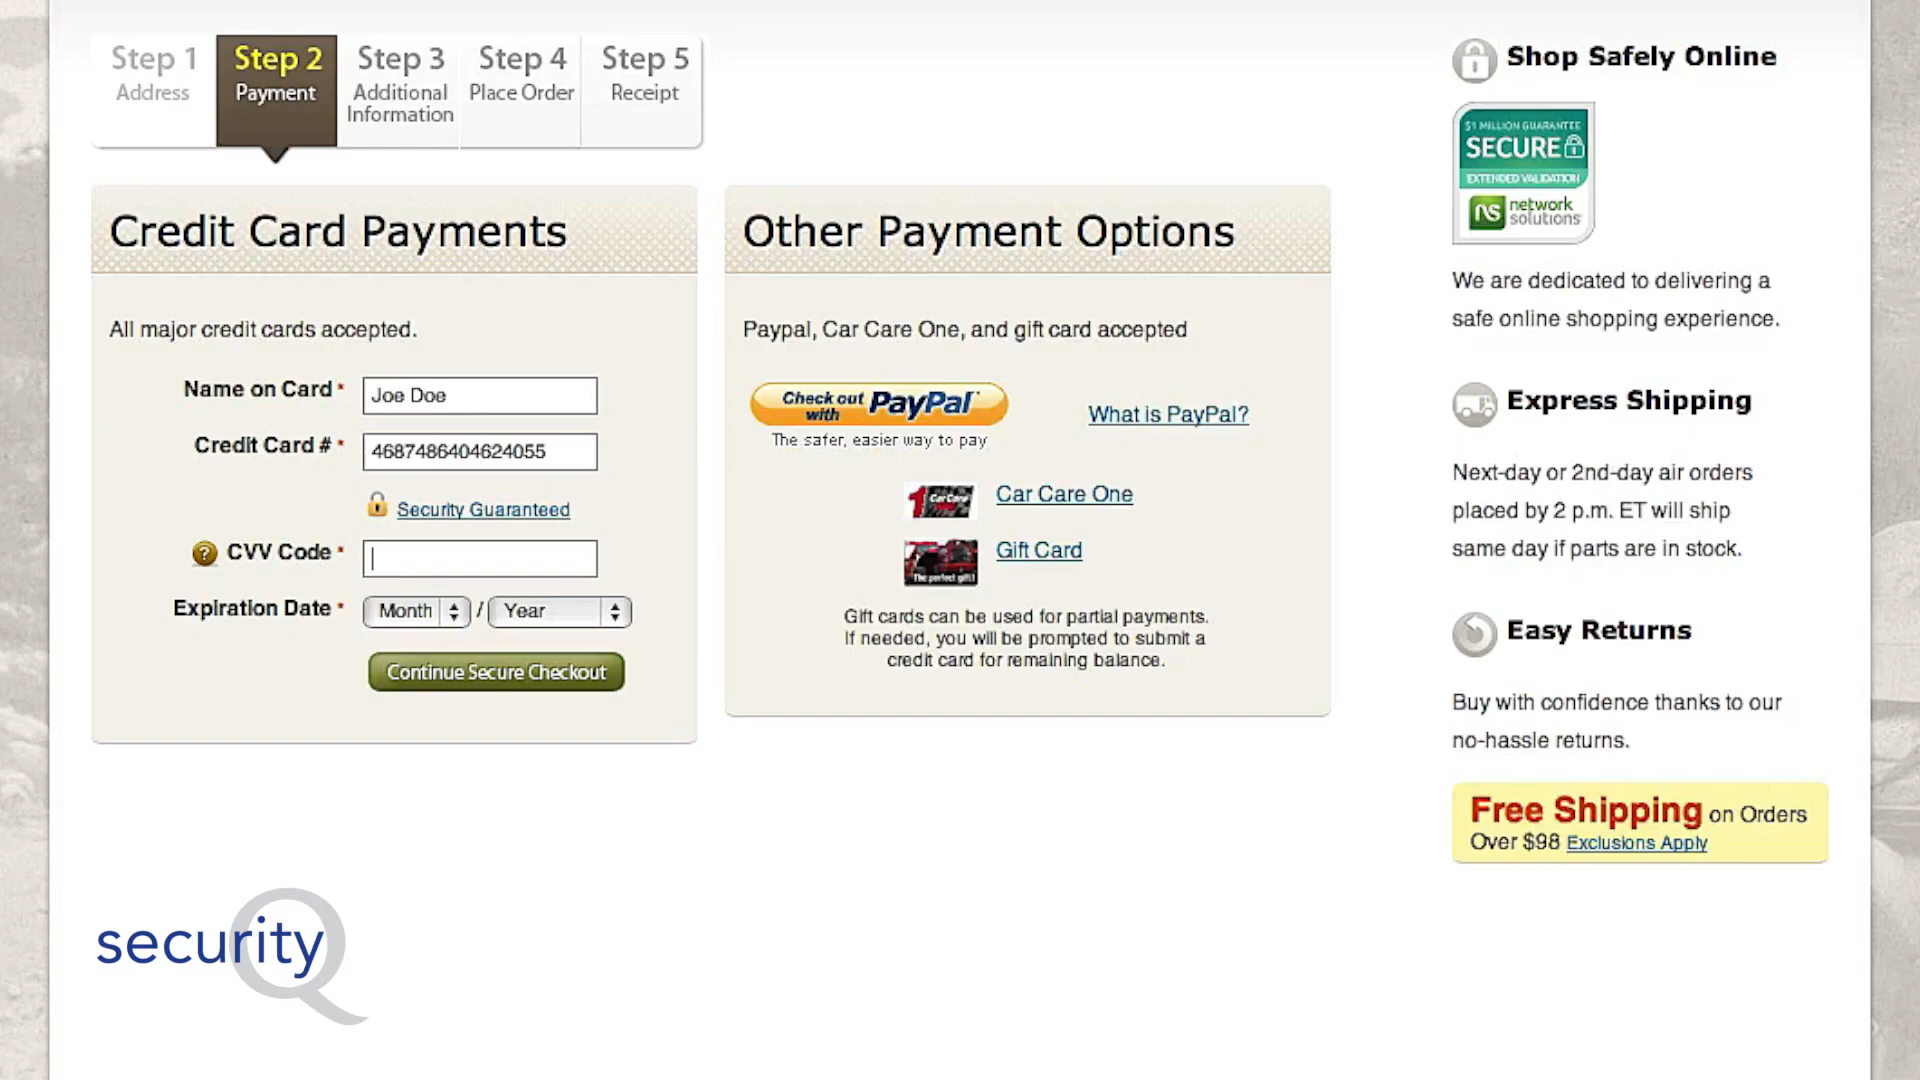 Step 1
Address
Step 2
Payment
Step 3
Additional
Information
Step 4
Place Order
Step 5
Receipt
Credit Card Payments
All major credit cards accepted.
Name on Card *
Joe Doe
Credit Card # *
4687486404624055
Security Guaranteed
? CVV Code *
Expiration Date *
Month / Year
Continue Secure Checkout
Other Payment Options
Paypal, Car Care One, and gift card accepted
Check out
with PayPal
The safer, easier way to pay
What is PayPal?
1 Car Care
Car Care One
The perfect gift!
Gift Card
Gift cards can be used for partial payments.
If needed, you will be prompted to submit a
credit card for remaining balance.
Shop Safely Online
$1 MILLION GUARANTEE
SECURE
EXTENDED VALIDATION
ns network
solutions
We are dedicated to delivering a
safe online shopping experience.
Express Shipping
Next-day or 2nd-day air orders
placed by 2 p.m. ET will ship
same day if parts are in stock.
Easy Returns
Buy with confidence thanks to our
no-hassle returns.
Free Shipping on Orders
Over $98 Exclusions Apply
securityQ